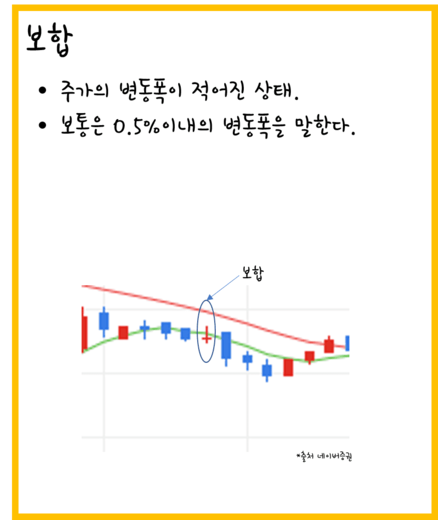 보합
• 주가의 변동폭이 적어진 상태.
• 보통은 0.5%이내의 변동폭을 말한다.
보합
*출처 네이버증권